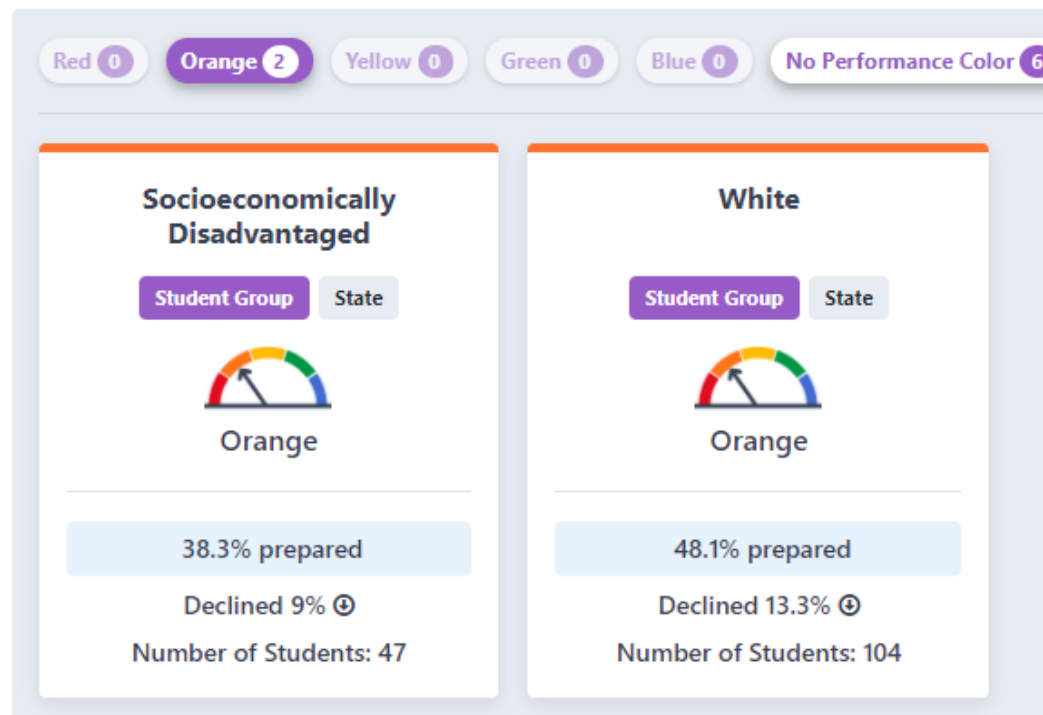 Red 0 Orange 2 Yellow 0 Green 0 Blue 0 No Performance Color 6
Socioeconomically
Disadvantaged
Student Group State
Orange
38.3% prepared
Declined 9%
Number of Students: 47
White
Student Group State
Orange
48.1% prepared
Declined 13.3%
Number of Students: 104